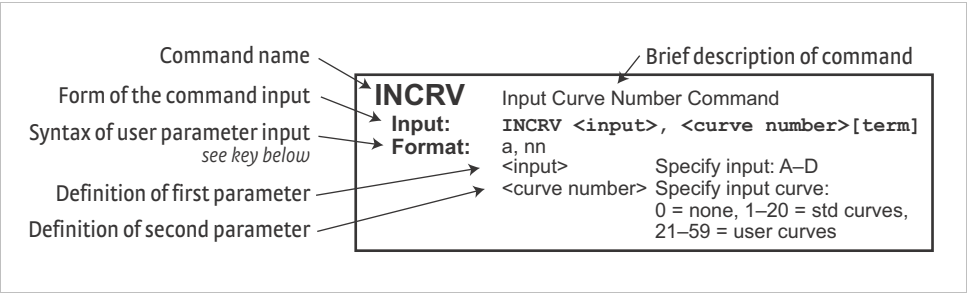 Command name
Brief description of command
Form of the command input
Syntax of user parameter input
see key below
Definition of first parameter
Definition of second parameter
INCRV Input Curve Number Command
Input: INCRV <input>, <curve number>[term]
Format: a, nn
<input> Specify input: A–D
<curve number> Specify input curve:
0 = none, 1–20 = std curves,
21–59 = user curves